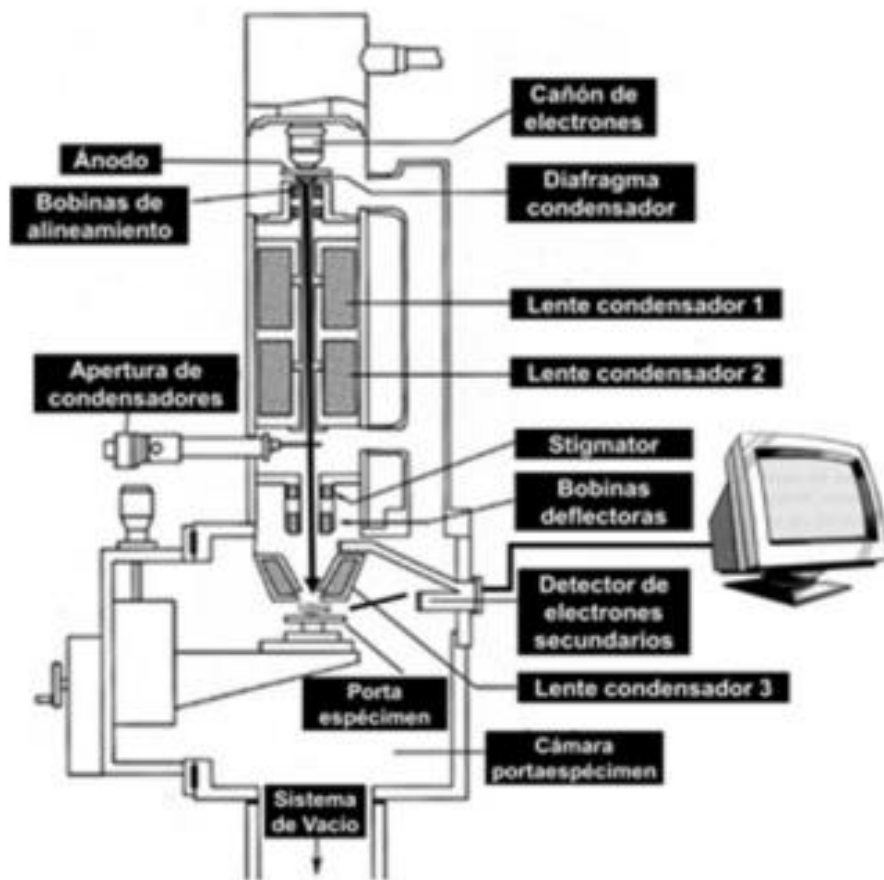 Cañón de
electrones
Ánodo
Diafragma
condensador
Bobinas de
alineamiento
Lente condensador 1
Apertura de
condensadores
Lente condensador 2
Stigmator
Bobinas
deflectoras
Detector de
electrones
secundarios
Porta
espécimen
Lente condensador 3
Cámara
portaespécimen
Sistema
de Vacio